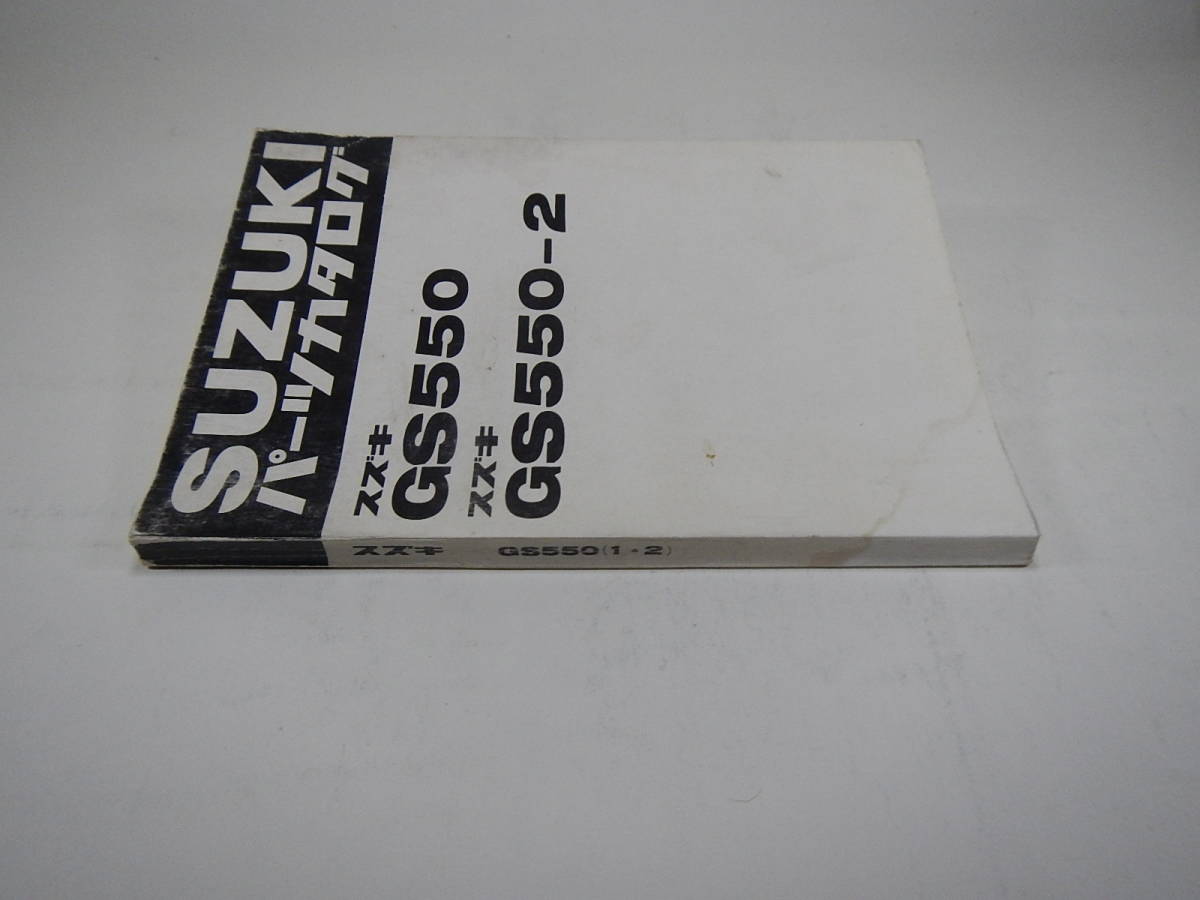 SUZUKI
パーツカタログ
スズキ
GS550
スズキ
GS550-2
スズキ GS550(1・2)